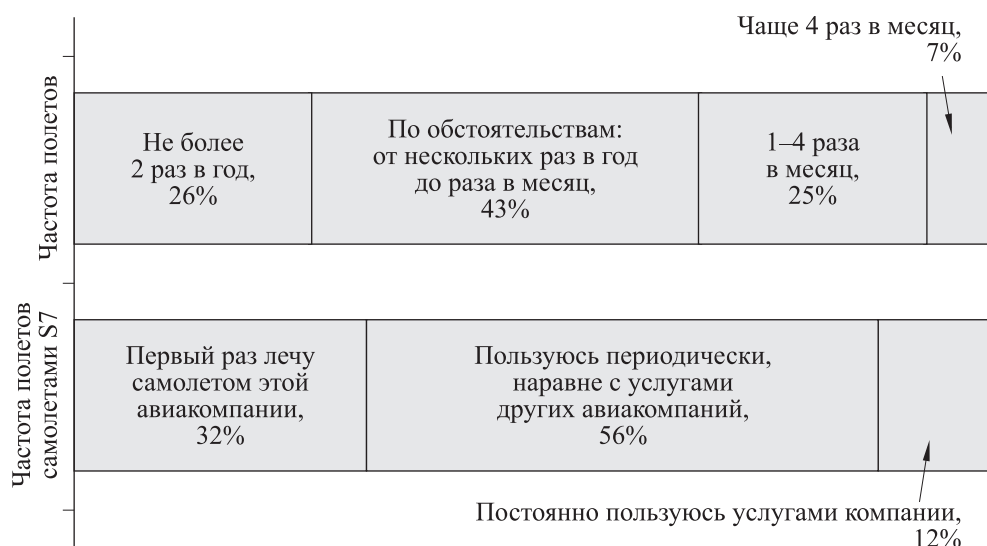 Чаще 4 раз в месяц,
7%
Частота полетов
Не более
2 раз в год,
26%
По обстоятельствам:
от нескольких раз в год
до раза в месяц,
43%
1–4 раза
в месяц,
25%
Частота полетов
самолетами S7
Первый раз лечу
самолетом этой
авиакомпании,
32%
Пользуюсь периодически,
наравне с услугами
других авиакомпаний,
56%
Постоянно пользуюсь услугами компании,
12%